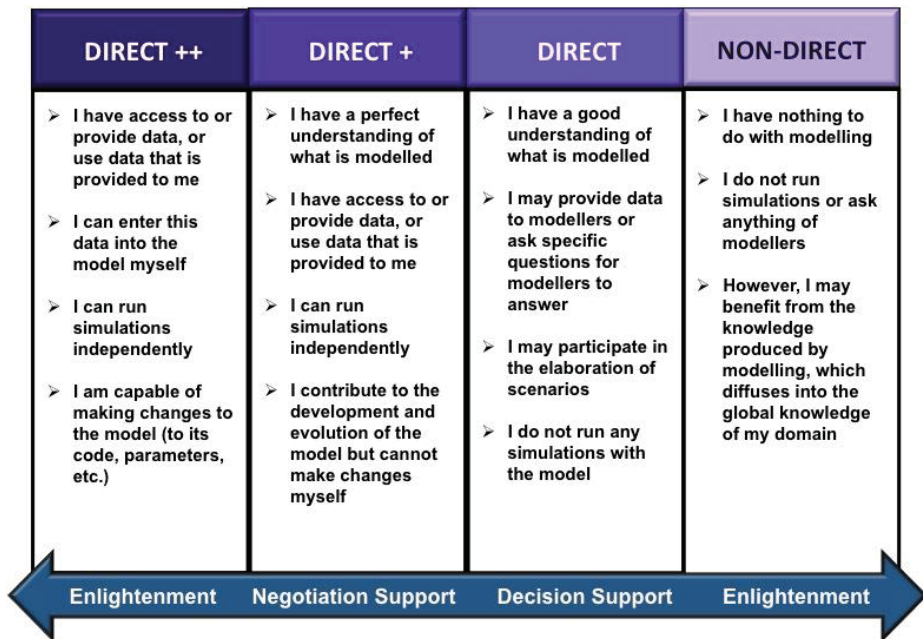 DIRECT ++
DIRECT +
DIRECT
NON-DIRECT
➢ I have access to or
provide data, or
use data that is
provided to me
➢ I can enter this
data into the
model myself
➢ I can run
simulations
independently
➢ I am capable of
making changes to
the model (to its
code, parameters,
etc.)
➢ I have a perfect
understanding of
what is modelled
➢ I have access to or
provide data, or
use data that is
provided to me
➢ I can run
simulations
independently
➢ I contribute to the
development and
evolution of the
model but cannot
make changes
myself
➢ I have a good
understanding of
what is modelled
➢ I may provide data
to modellers or
ask specific
questions for
modellers to
answer
➢ I may participate in
the elaboration of
scenarios
➢ I do not run any
simulations with
the model
➢ I have nothing to
do with modelling
➢ I do not run
simulations or ask
anything of
modellers
➢ However, I may
benefit from the
knowledge
produced by
modelling, which
diffuses into the
global knowledge
of my domain
Enlightenment
Negotiation Support
Decision Support
Enlightenment